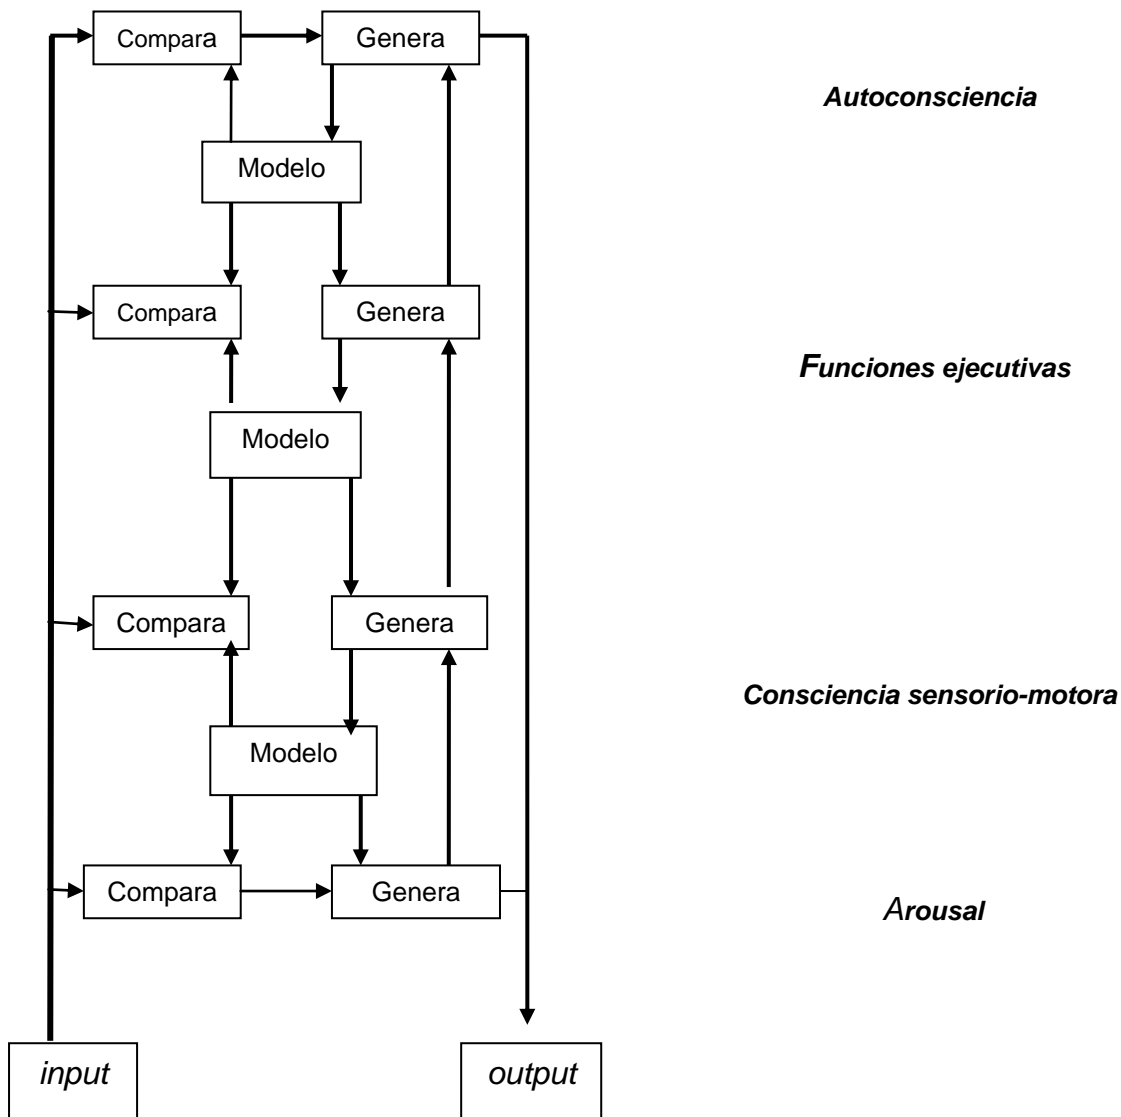 Compara Genera
Autoconsciencia
Modelo
Compara Genera
Funciones ejecutivas
Modelo
Compara Genera
Consciencia sensorio-motora
Modelo
Compara Genera
Arousal
input output